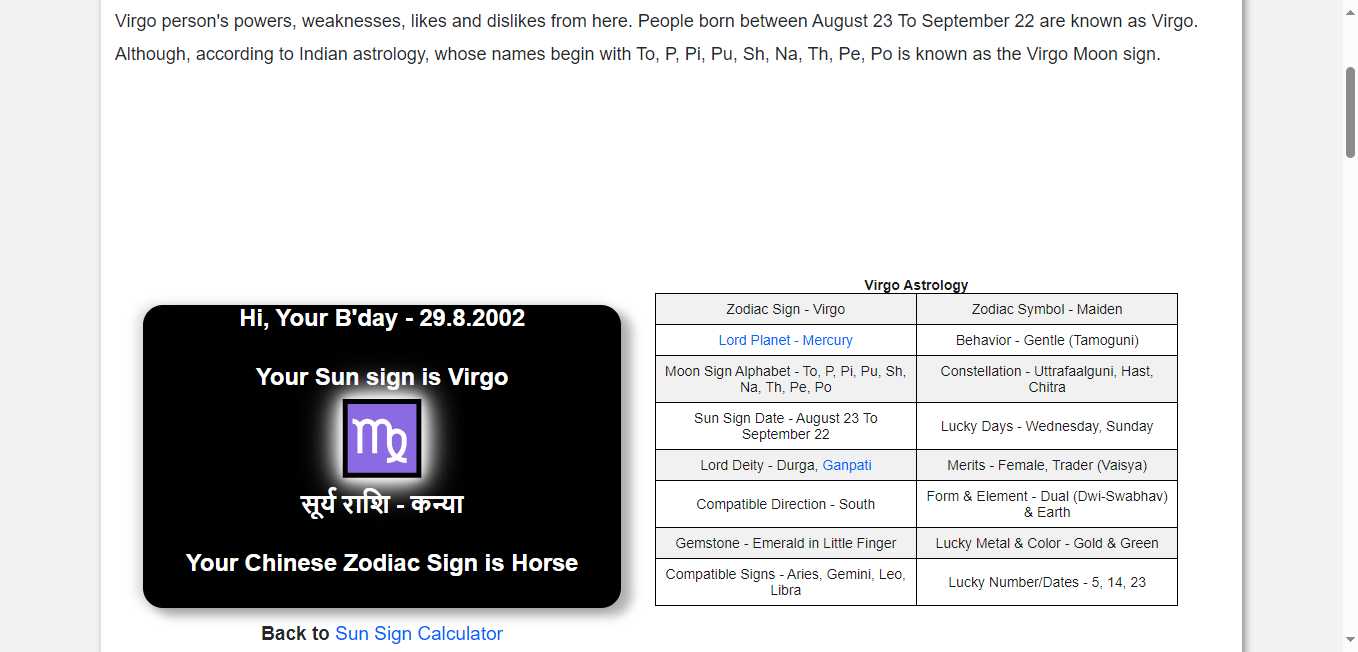 Virgo person's powers, weaknesses, likes and dislikes from here. People born between August 23 To September 22 are known as Virgo.
Although, according to Indian astrology, whose names begin with To, P, Pi, Pu, Sh, Na, Th, Pe, Po is known as the Virgo Moon sign.
Hi, Your B'day - 29.8.2002
Your Sun sign is Virgo
♍
सूर्य राशि - कन्या
Your Chinese Zodiac Sign is Horse
Back to Sun Sign Calculator
Virgo Astrology
Zodiac Sign - Virgo
Zodiac Symbol - Maiden
Lord Planet - Mercury
Behavior - Gentle (Tamoguni)
Moon Sign Alphabet - To, P, Pi, Pu, Sh,
Na, Th, Pe, Po
Constellation - Uttrafaalguni, Hast,
Chitra
Sun Sign Date - August 23 To
September 22
Lucky Days - Wednesday, Sunday
Lord Deity - Durga, Ganpati
Merits - Female, Trader (Vaisya)
Compatible Direction - South
Form & Element - Dual (Dwi-Swabhav)
& Earth
Gemstone - Emerald in Little Finger
Lucky Metal & Color - Gold & Green
Compatible Signs - Aries, Gemini, Leo,
Libra
Lucky Number/Dates - 5, 14, 23